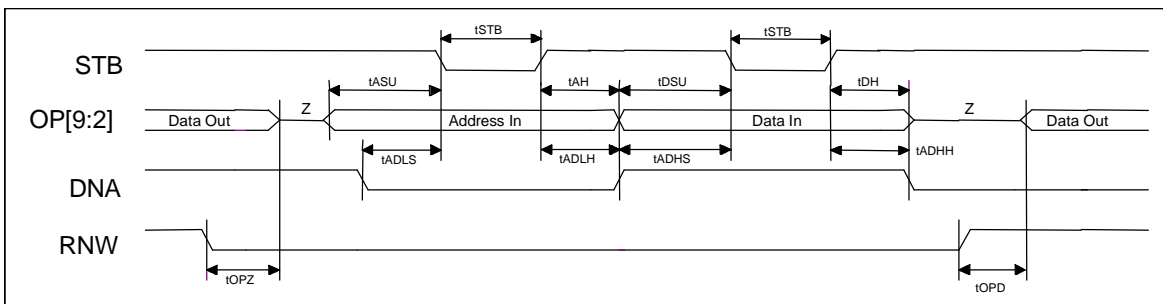 tSTB tSTB
STB
tASU tAH tDSU tDH
OP[9:2] Data Out Z Address In Data In Z Data Out
tADLS tADLH tADHS tADHH
DNA
RNW
tOPZ tOPD